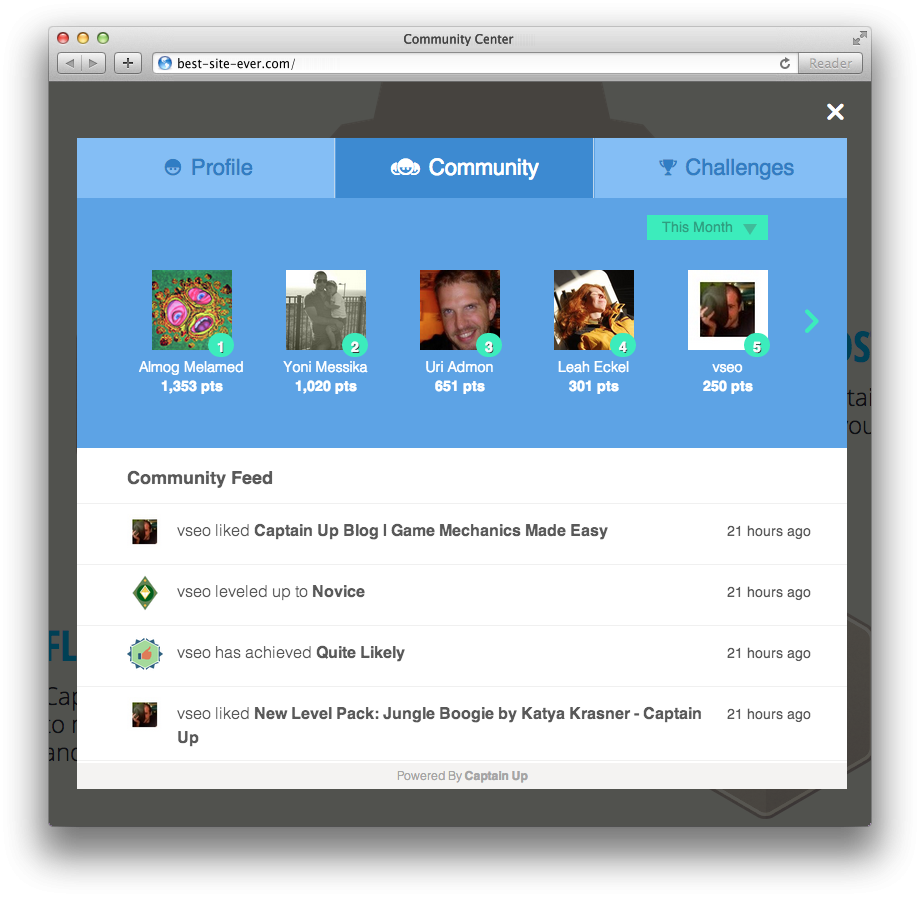 Community Center
best-site-ever.com/
Reader
Profile
Community
Challenges
This Month
1
2
3
4
5
Almog Melamed
Yoni Messika
Uri Admon
Leah Eckel
vseo
1,353 pts
1,020 pts
651 pts
301 pts
250 pts
Community Feed
vseo liked Captain Up Blog | Game Mechanics Made Easy
21 hours ago
vseo leveled up to Novice
21 hours ago
vseo has achieved Quite Likely
21 hours ago
vseo liked New Level Pack: Jungle Boogie by Katya Krasner - Captain
Up
21 hours ago
Powered By Captain Up